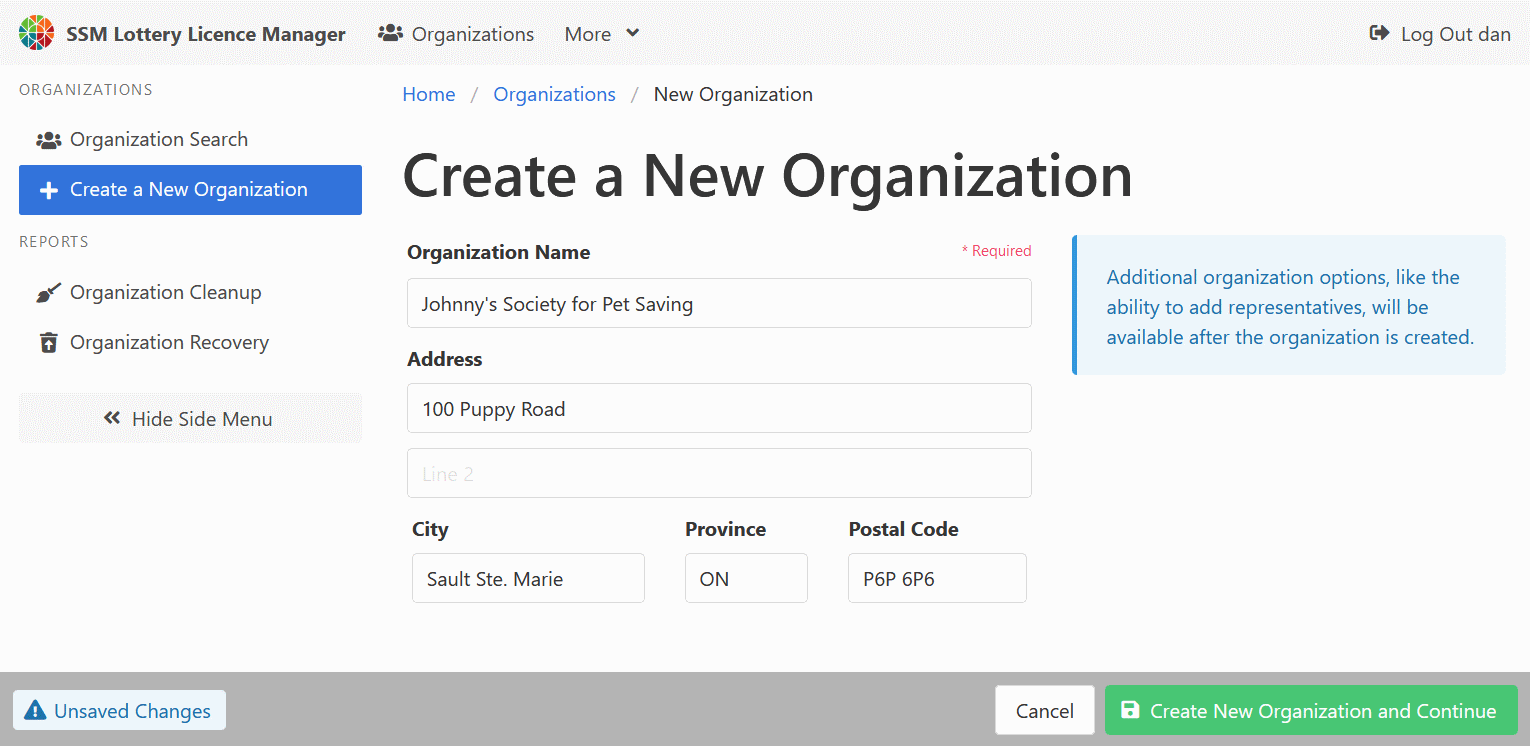 SSM Lottery Licence Manager
Organizations
More
Log Out dan
ORGANIZATIONS
Organization Search
Create a New Organization
REPORTS
Organization Cleanup
Organization Recovery
Hide Side Menu
Home / Organizations / New Organization
Create a New Organization
Organization Name
* Required
Johnny's Society for Pet Saving
Address
100 Puppy Road
Line 2
City
Province
Postal Code
Sault Ste. Marie
ON
P6P 6P6
Additional organization options, like the
ability to add representatives, will be
available after the organization is created.
Unsaved Changes
Cancel
Create New Organization and Continue